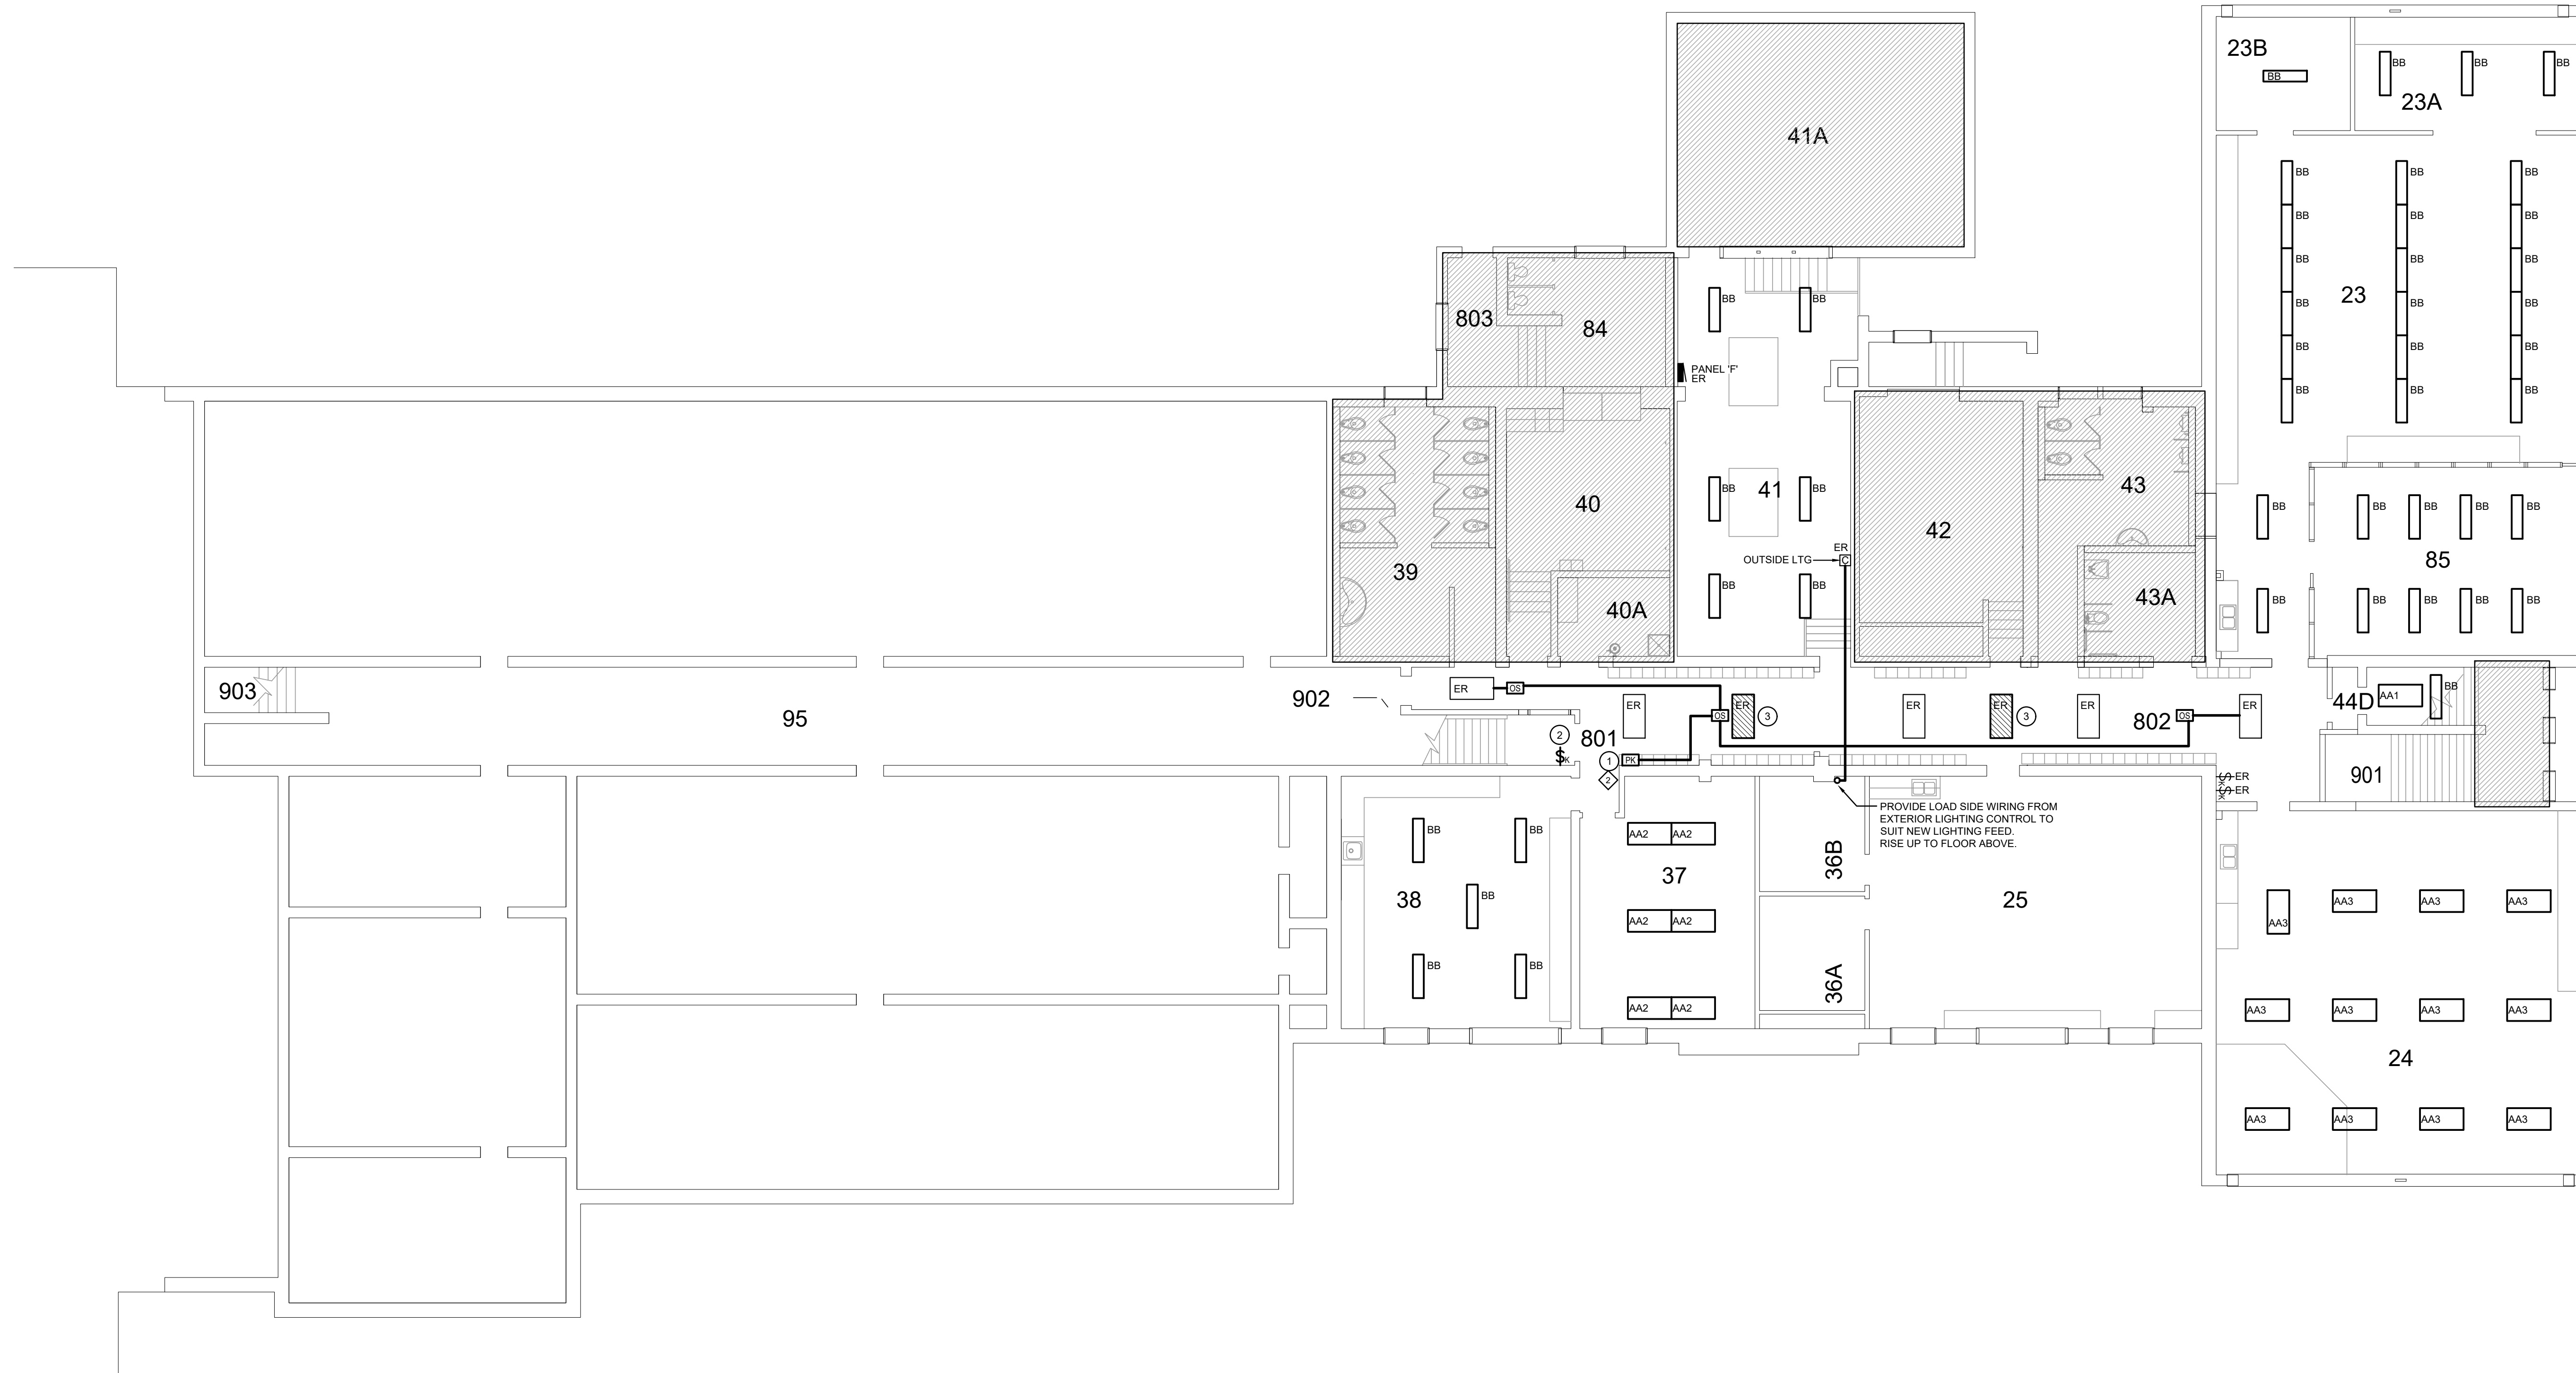 23B
BB
BB
BB
BB
23A
41A
BB
BB
BB
BB
BB
BB
BB
BB
BB
23
BB
BB
BB
BB
BB
BB
BB
BB
BB
BB
BB
803
84
PANEL 'F'
ER
BB
41
BB
40
43
42
BB
BB
BB
BB
BB
ER
OUTSIDE LTG
C
85
39
BB
BB
40A
43A
BB
BB
BB
BB
BB
903
902
95
ER
OS
ER
OS
ER
3
ER
ER
3
ER
802
OS
ER
44D
AA1
BB
2
801
$K
1
PK
2
901
$K
ER
$K
ER
PROVIDE LOAD SIDE WIRING FROM
EXTERIOR LIGHTING CONTROL TO
SUIT NEW LIGHTING FEED.
RISE UP TO FLOOR ABOVE.
BB
BB
AA2
AA2
36B
37
38
BB
25
AA3
AA3
AA3
AA3
AA2
AA2
BB
BB
36A
AA2
AA2
AA3
AA3
AA3
AA3
24
AA3
AA3
AA3
AA3